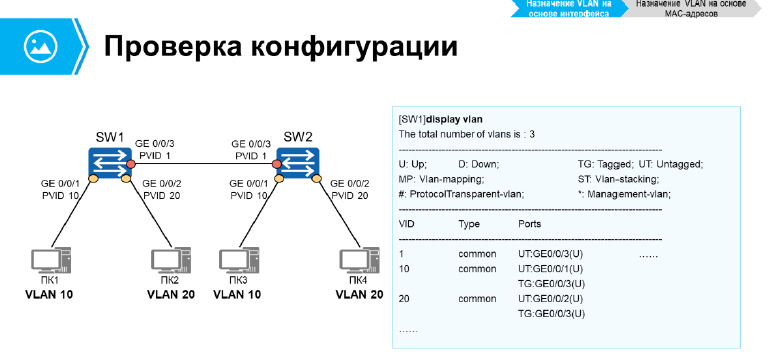 Назначение VLAN на основе интерфейса
Назначение VLAN на основе MAC-адресов
Проверка конфигурации
SW1
GE 0/0/3
PVID 1
GE 0/0/3
PVID 1
SW2
GE 0/0/1
PVID 10
GE 0/0/2
PVID 20
GE 0/0/1
PVID 10
GE 0/0/2
PVID 20
ПК1
VLAN 10
ПК2
VLAN 20
ПК3
VLAN 10
ПК4
VLAN 20
[SW1]display vlan
The total number of vlans is : 3
--------------------------------------------------------------------------------
U: Up; D: Down; TG: Tagged; UT: Untagged;
MP: Vlan-mapping; ST: Vlan-stacking;
#: ProtocolTransparent-vlan; *: Management-vlan;
--------------------------------------------------------------------------------
VID Type Ports
--------------------------------------------------------------------------------
1 common UT:GE0/0/3(U) ……
10 common UT:GE0/0/1(U)
TG:GE0/0/3(U)
20 common UT:GE0/0/2(U)
TG:GE0/0/3(U)
……